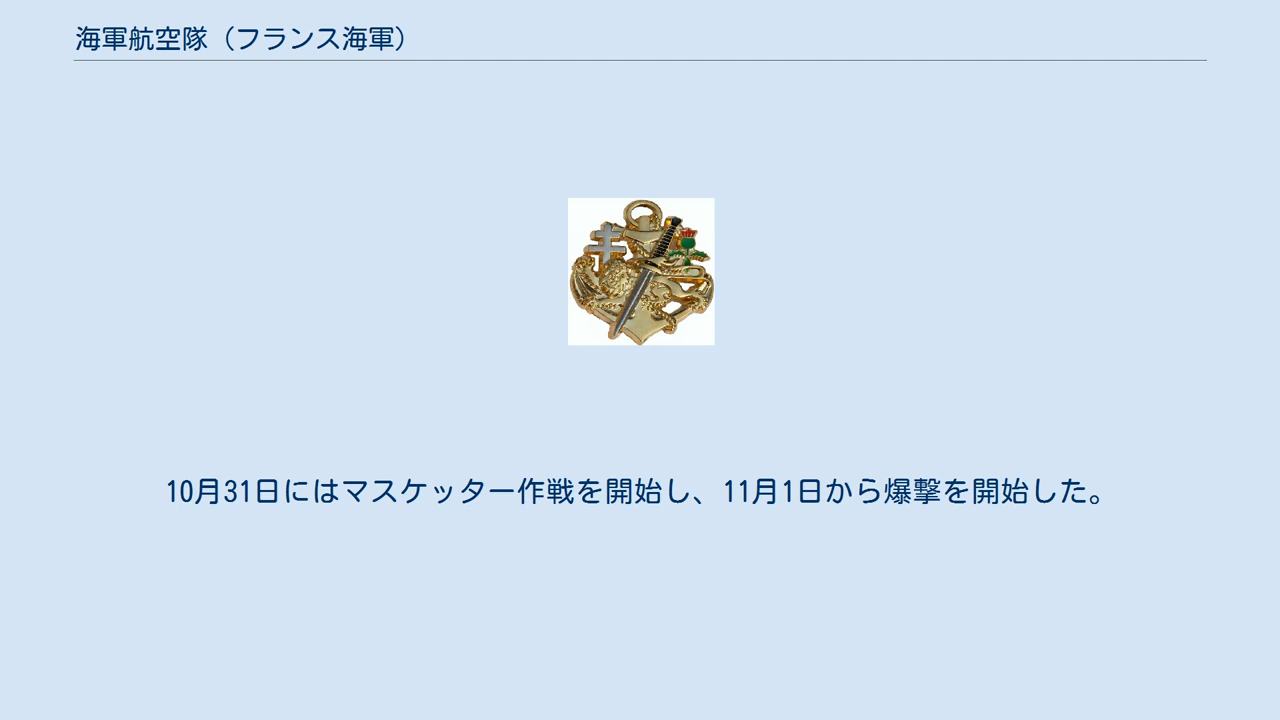 海軍航空隊（フランス海軍）
10月31日にはマスケッター作戦を開始し、11月1日から爆撃を開始した。